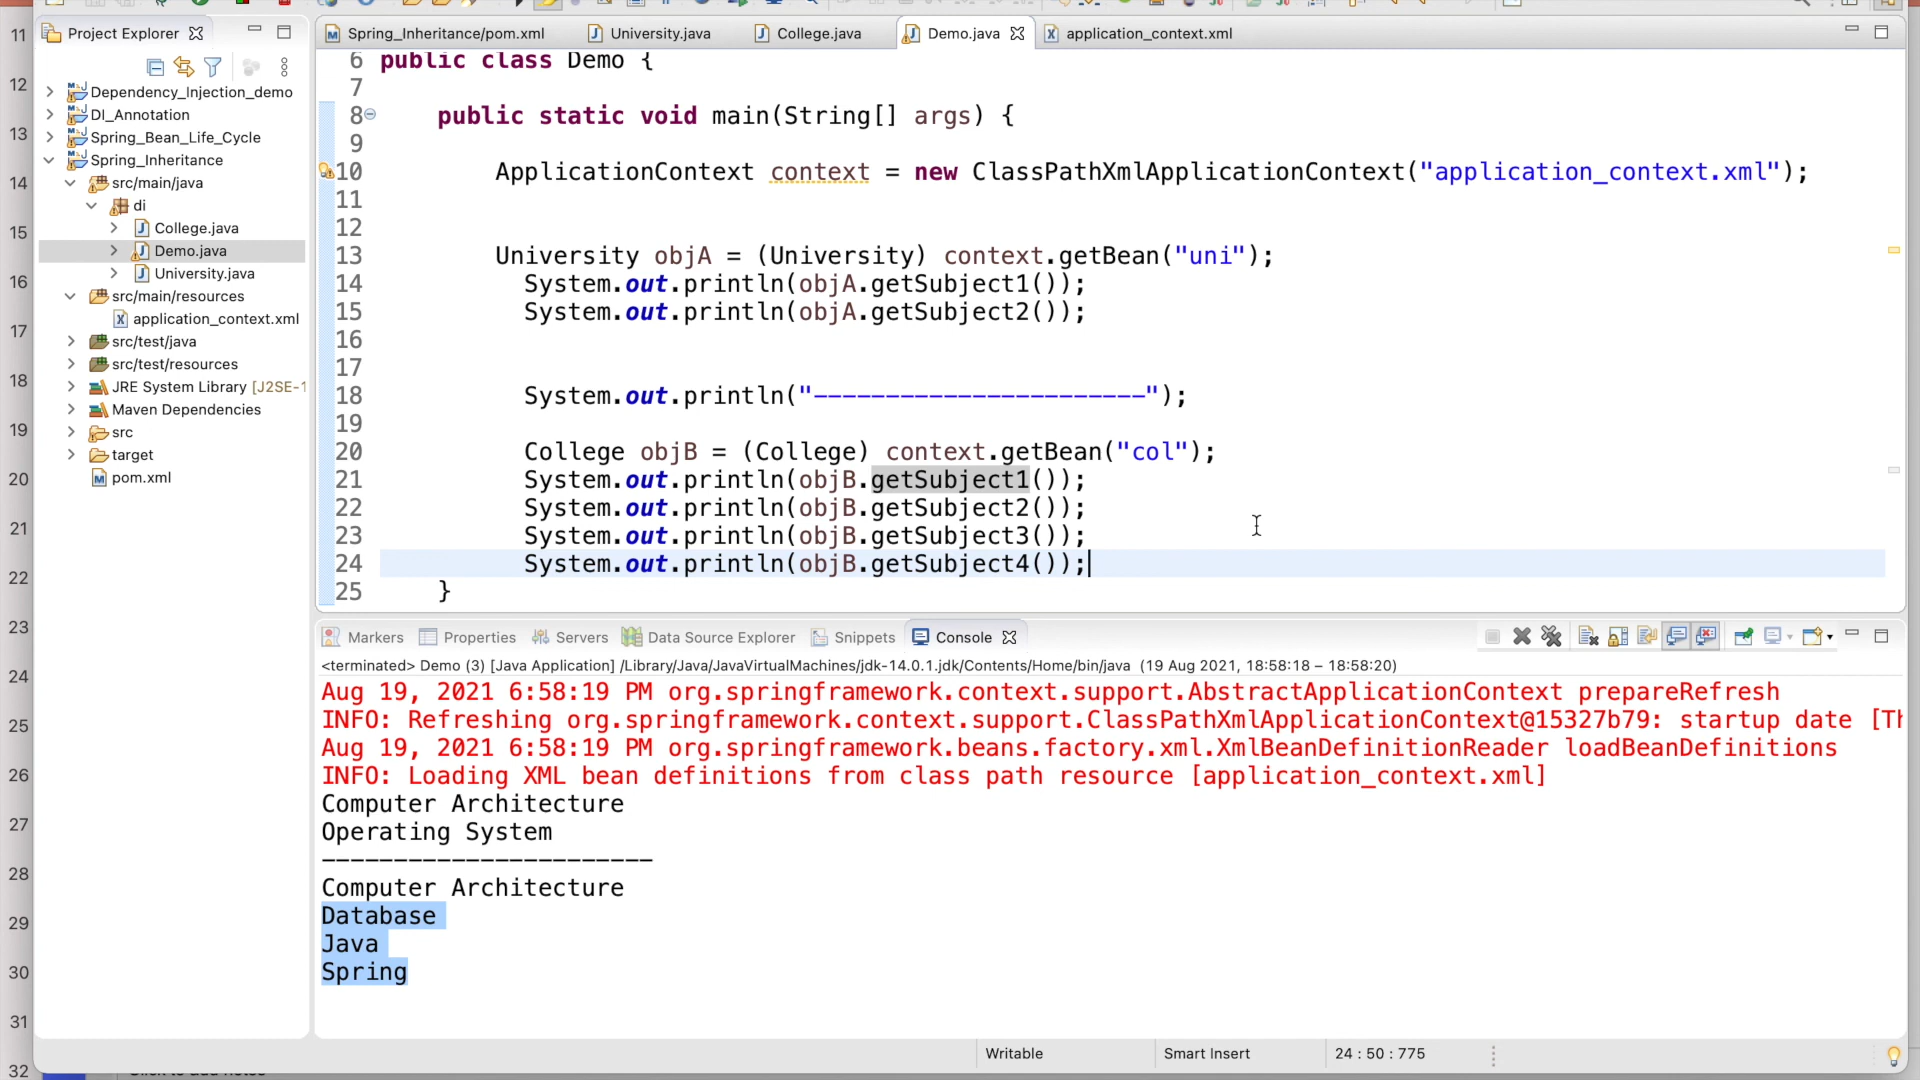 Project Explorer
Dependency_Injection_demo
DI_Annotation
Spring_Bean_Life_Cycle
Spring_Inheritance
src/main/java
di
College.java
Demo.java
University.java
src/main/resources
application_context.xml
src/test/java
src/test/resources
JRE System Library [J2SE-1
Maven Dependencies
src
target
pom.xml
11
12
13
14
15
16
17
18
19
20
21
22
23
24
25
26
27
28
29
30
31
32
Spring_Inheritance/pom.xml University.java College.java Demo.java application_context.xml
6 public class Demo {
7
8 public static void main(String[] args) {
9
10 ApplicationContext context = new ClassPathXmlApplicationContext("application_context.xml");
11
12
13 University objA = (University) context.getBean("uni");
14 System.out.println(objA.getSubject1());
15 System.out.println(objA.getSubject2());
16
17
18 System.out.println("-----------------------");
19
20 College objB = (College) context.getBean("col");
21 System.out.println(objB.getSubject1());
22 System.out.println(objB.getSubject2());
23 System.out.println(objB.getSubject3());
24 System.out.println(objB.getSubject4());
25 }
Markers Properties Servers Data Source Explorer Snippets Console
<terminated> Demo (3) [Java Application] /Library/Java/JavaVirtualMachines/jdk-14.0.1.jdk/Contents/Home/bin/java (19 Aug 2021, 18:58:18 – 18:58:20)
Aug 19, 2021 6:58:19 PM org.springframework.context.support.AbstractApplicationContext prepareRefresh
INFO: Refreshing org.springframework.context.support.ClassPathXmlApplicationContext@15327b79: startup date [Th
Aug 19, 2021 6:58:19 PM org.springframework.beans.factory.xml.XmlBeanDefinitionReader loadBeanDefinitions
INFO: Loading XML bean definitions from class path resource [application_context.xml]
Computer Architecture
Operating System
-----------------------
Computer Architecture
Database
Java
Spring
Writable Smart Insert 24 : 50 : 775